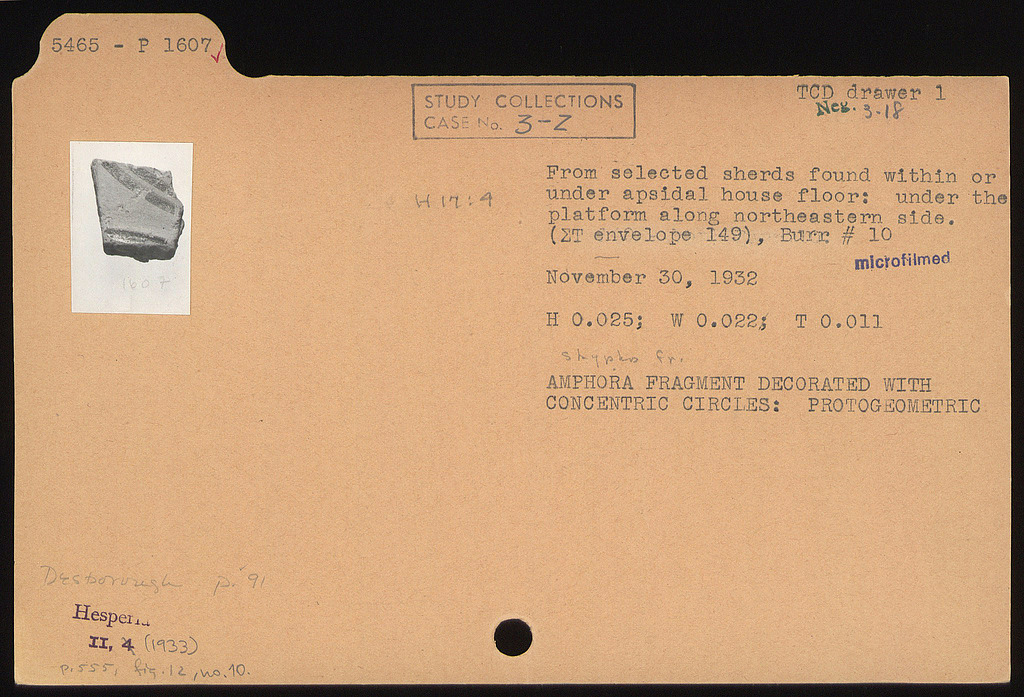 5465 - P 1607 ✓
STUDY COLLECTIONS
CASE No. 3-Z
TCD drawer 1
Neg. 3-18
H 17:4
From selected sherds found within or
under apsidal house floor: under the
platform along northeastern side.
(ΣT envelope 149), Burr # 10
microfilmed
November 30, 1932
H 0.025; W 0.022; T 0.011
skyphos fr.
AMPHORA FRAGMENT DECORATED WITH
CONCENTRIC CIRCLES: PROTOGEOMETRIC
1607
Desborough p. 91
Hesperia
II, 4 (1933)
p. 555, fig. 12, no. 10.